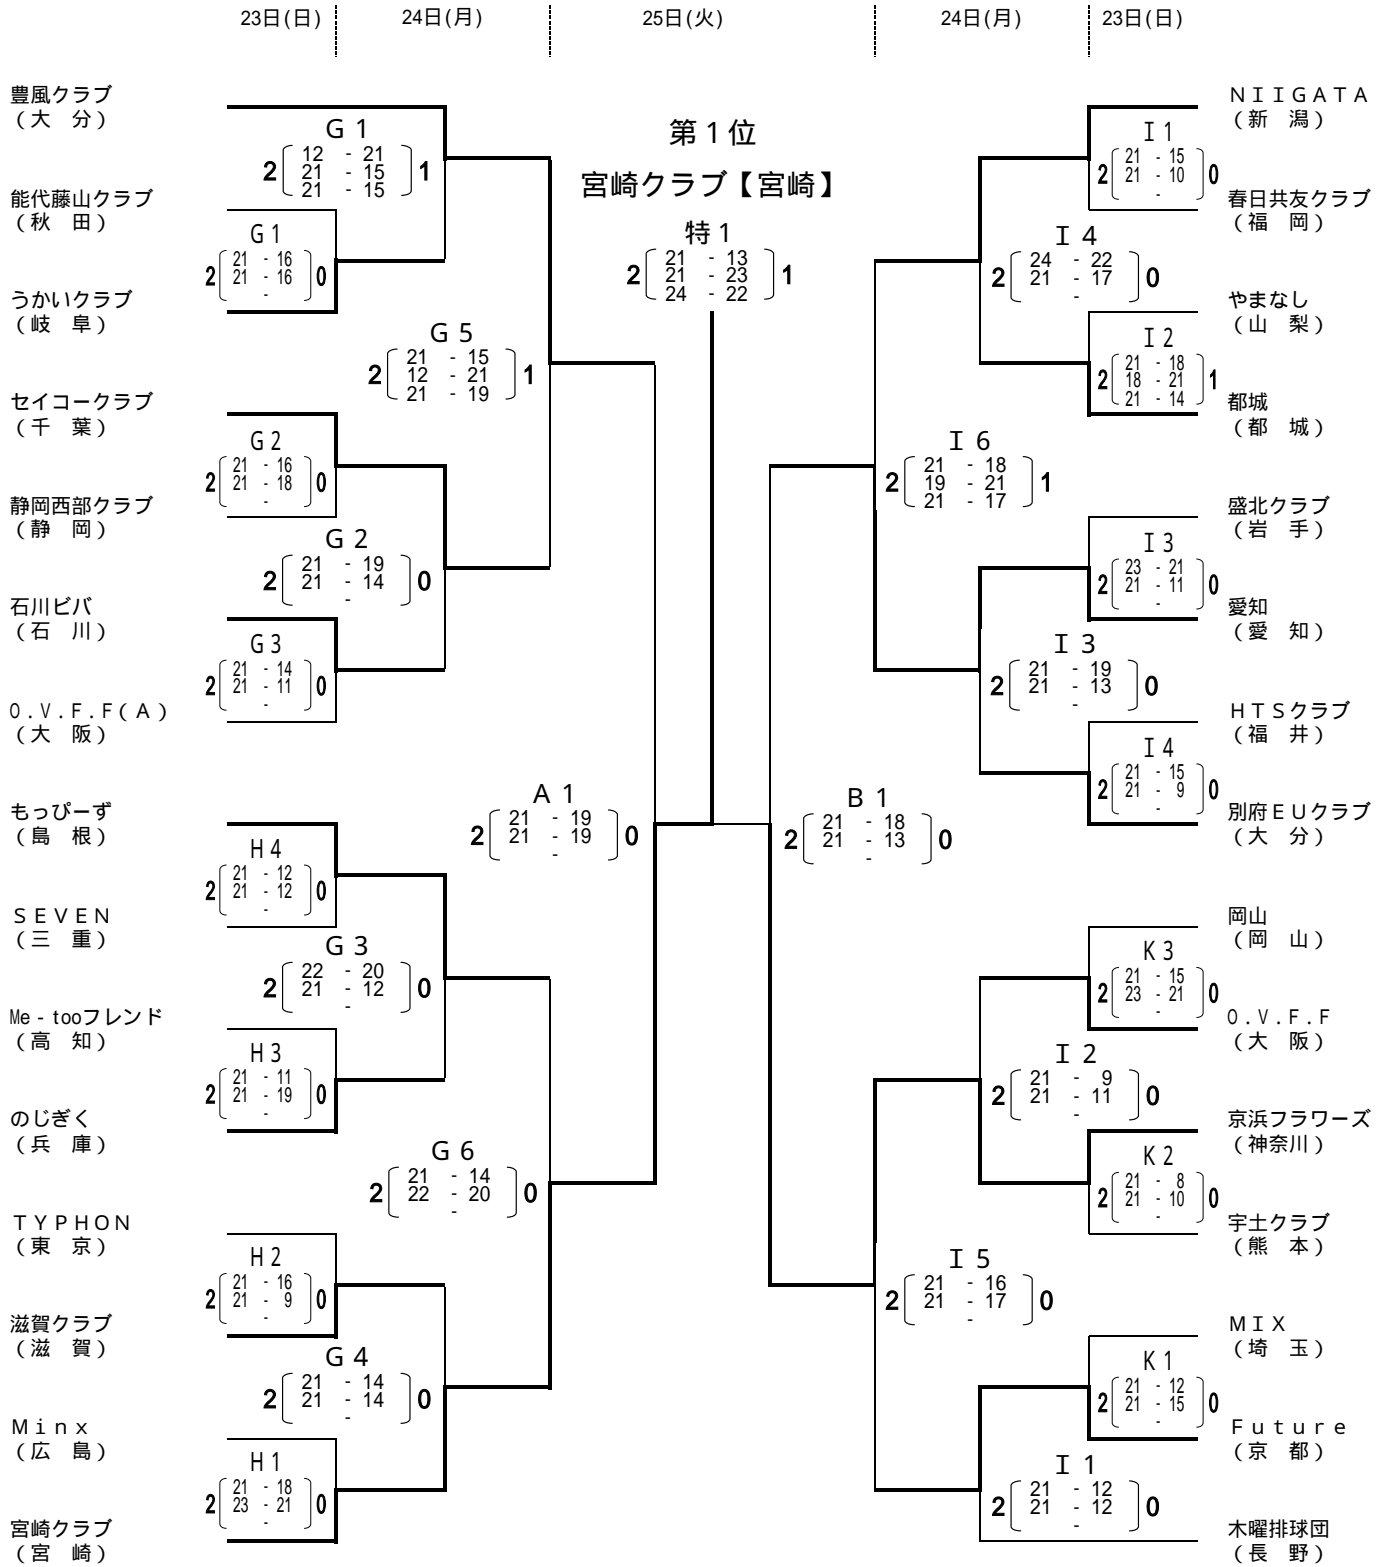 23日(日) 24日(月) 25日(火) 24日(月) 23日(日)
第１位
宮崎クラブ【宮崎】
特１
2 21 - 13 1
21 - 23
24 - 22
豊風クラブ
（大　分）
能代藤山クラブ
（秋　田）
うかいクラブ
（岐　阜）
セイコークラブ
（千　葉）
静岡西部クラブ
（静　岡）
石川ビバ
（石　川）
O.V.F.F(Ａ)
（大　阪）
もっぴーず
（島　根）
ＳＥＶＥＮ
（三　重）
Me-tooフレンド
（高　知）
のじぎく
（兵　庫）
ＴＹＰＨＯＮ
（東　京）
滋賀クラブ
（滋　賀）
Ｍｉｎｘ
（広　島）
宮崎クラブ
（宮　崎）
G１
2 12 - 21 1
21 - 15
21 - 15
G1
2 21 - 16 0
21 - 16
-
G５
2 21 - 15 1
12 - 21
21 - 19
G2
2 21 - 16 0
21 - 18
-
G２
2 21 - 19 0
21 - 14
-
G3
2 21 - 14 0
21 - 11
-
A１
2 21 - 19 0
21 - 19
-
H4
2 21 - 12 0
21 - 12
-
G３
2 22 - 20 0
21 - 12
-
H3
2 21 - 11 0
21 - 19
-
G６
2 21 - 14 0
22 - 20
-
H2
2 21 - 16 0
21 - 9
-
G４
2 21 - 14 0
21 - 14
-
H1
2 21 - 18 0
23 - 21
-
ＮＩＩＧＡＴＡ
（新　潟）
春日共友クラブ
（福　岡）
やまなし
（山　梨）
都城
（都　城）
盛北クラブ
（岩　手）
愛知
（愛　知）
ＨＴＳクラブ
（福　井）
別府ＥＵクラブ
（大　分）
岡山
（岡　山）
O.V.F.F
（大　阪）
京浜フラワーズ
（神奈川）
宇土クラブ
（熊　本）
ＭＩＸ
（埼　玉）
Ｆｕｔｕｒｅ
（京　都）
木曜排球団
（長　野）
I1
2 21 - 15 0
21 - 10
-
I４
2 24 - 22 0
21 - 17
-
I2
2 21 - 18 1
18 - 21
21 - 14
I６
2 21 - 18 1
19 - 21
21 - 17
I3
2 23 - 21 0
21 - 11
-
I３
2 21 - 19 0
21 - 13
-
I4
2 21 - 15 0
21 - 9
-
B１
2 21 - 18 0
21 - 13
-
K3
2 21 - 15 0
23 - 21
-
I２
2 21 - 9 0
21 - 11
-
K2
2 21 - 8 0
21 - 10
-
I５
2 21 - 16 0
21 - 17
-
K1
2 21 - 12 0
21 - 15
-
I１
2 21 - 12 0
21 - 12
-